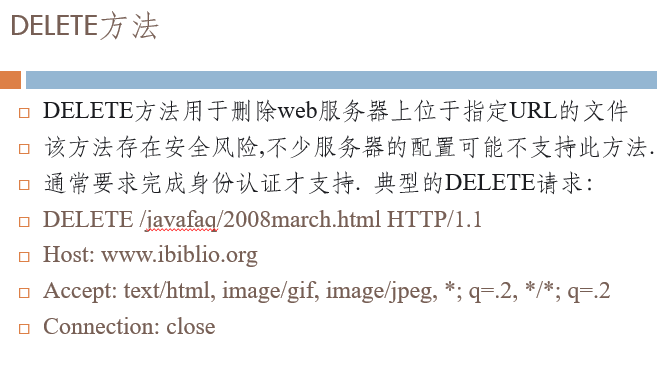 DELETE方法
DELETE方法用于删除web服务器上位于指定URL的文件
该方法存在安全风险,不少服务器的配置可能不支持此方法.
通常要求完成身份认证才支持. 典型的DELETE请求:
DELETE /javafaq/2008march.html HTTP/1.1
Host: www.ibiblio.org
Accept: text/html, image/gif, image/jpeg, *; q=.2, */*; q=.2
Connection: close